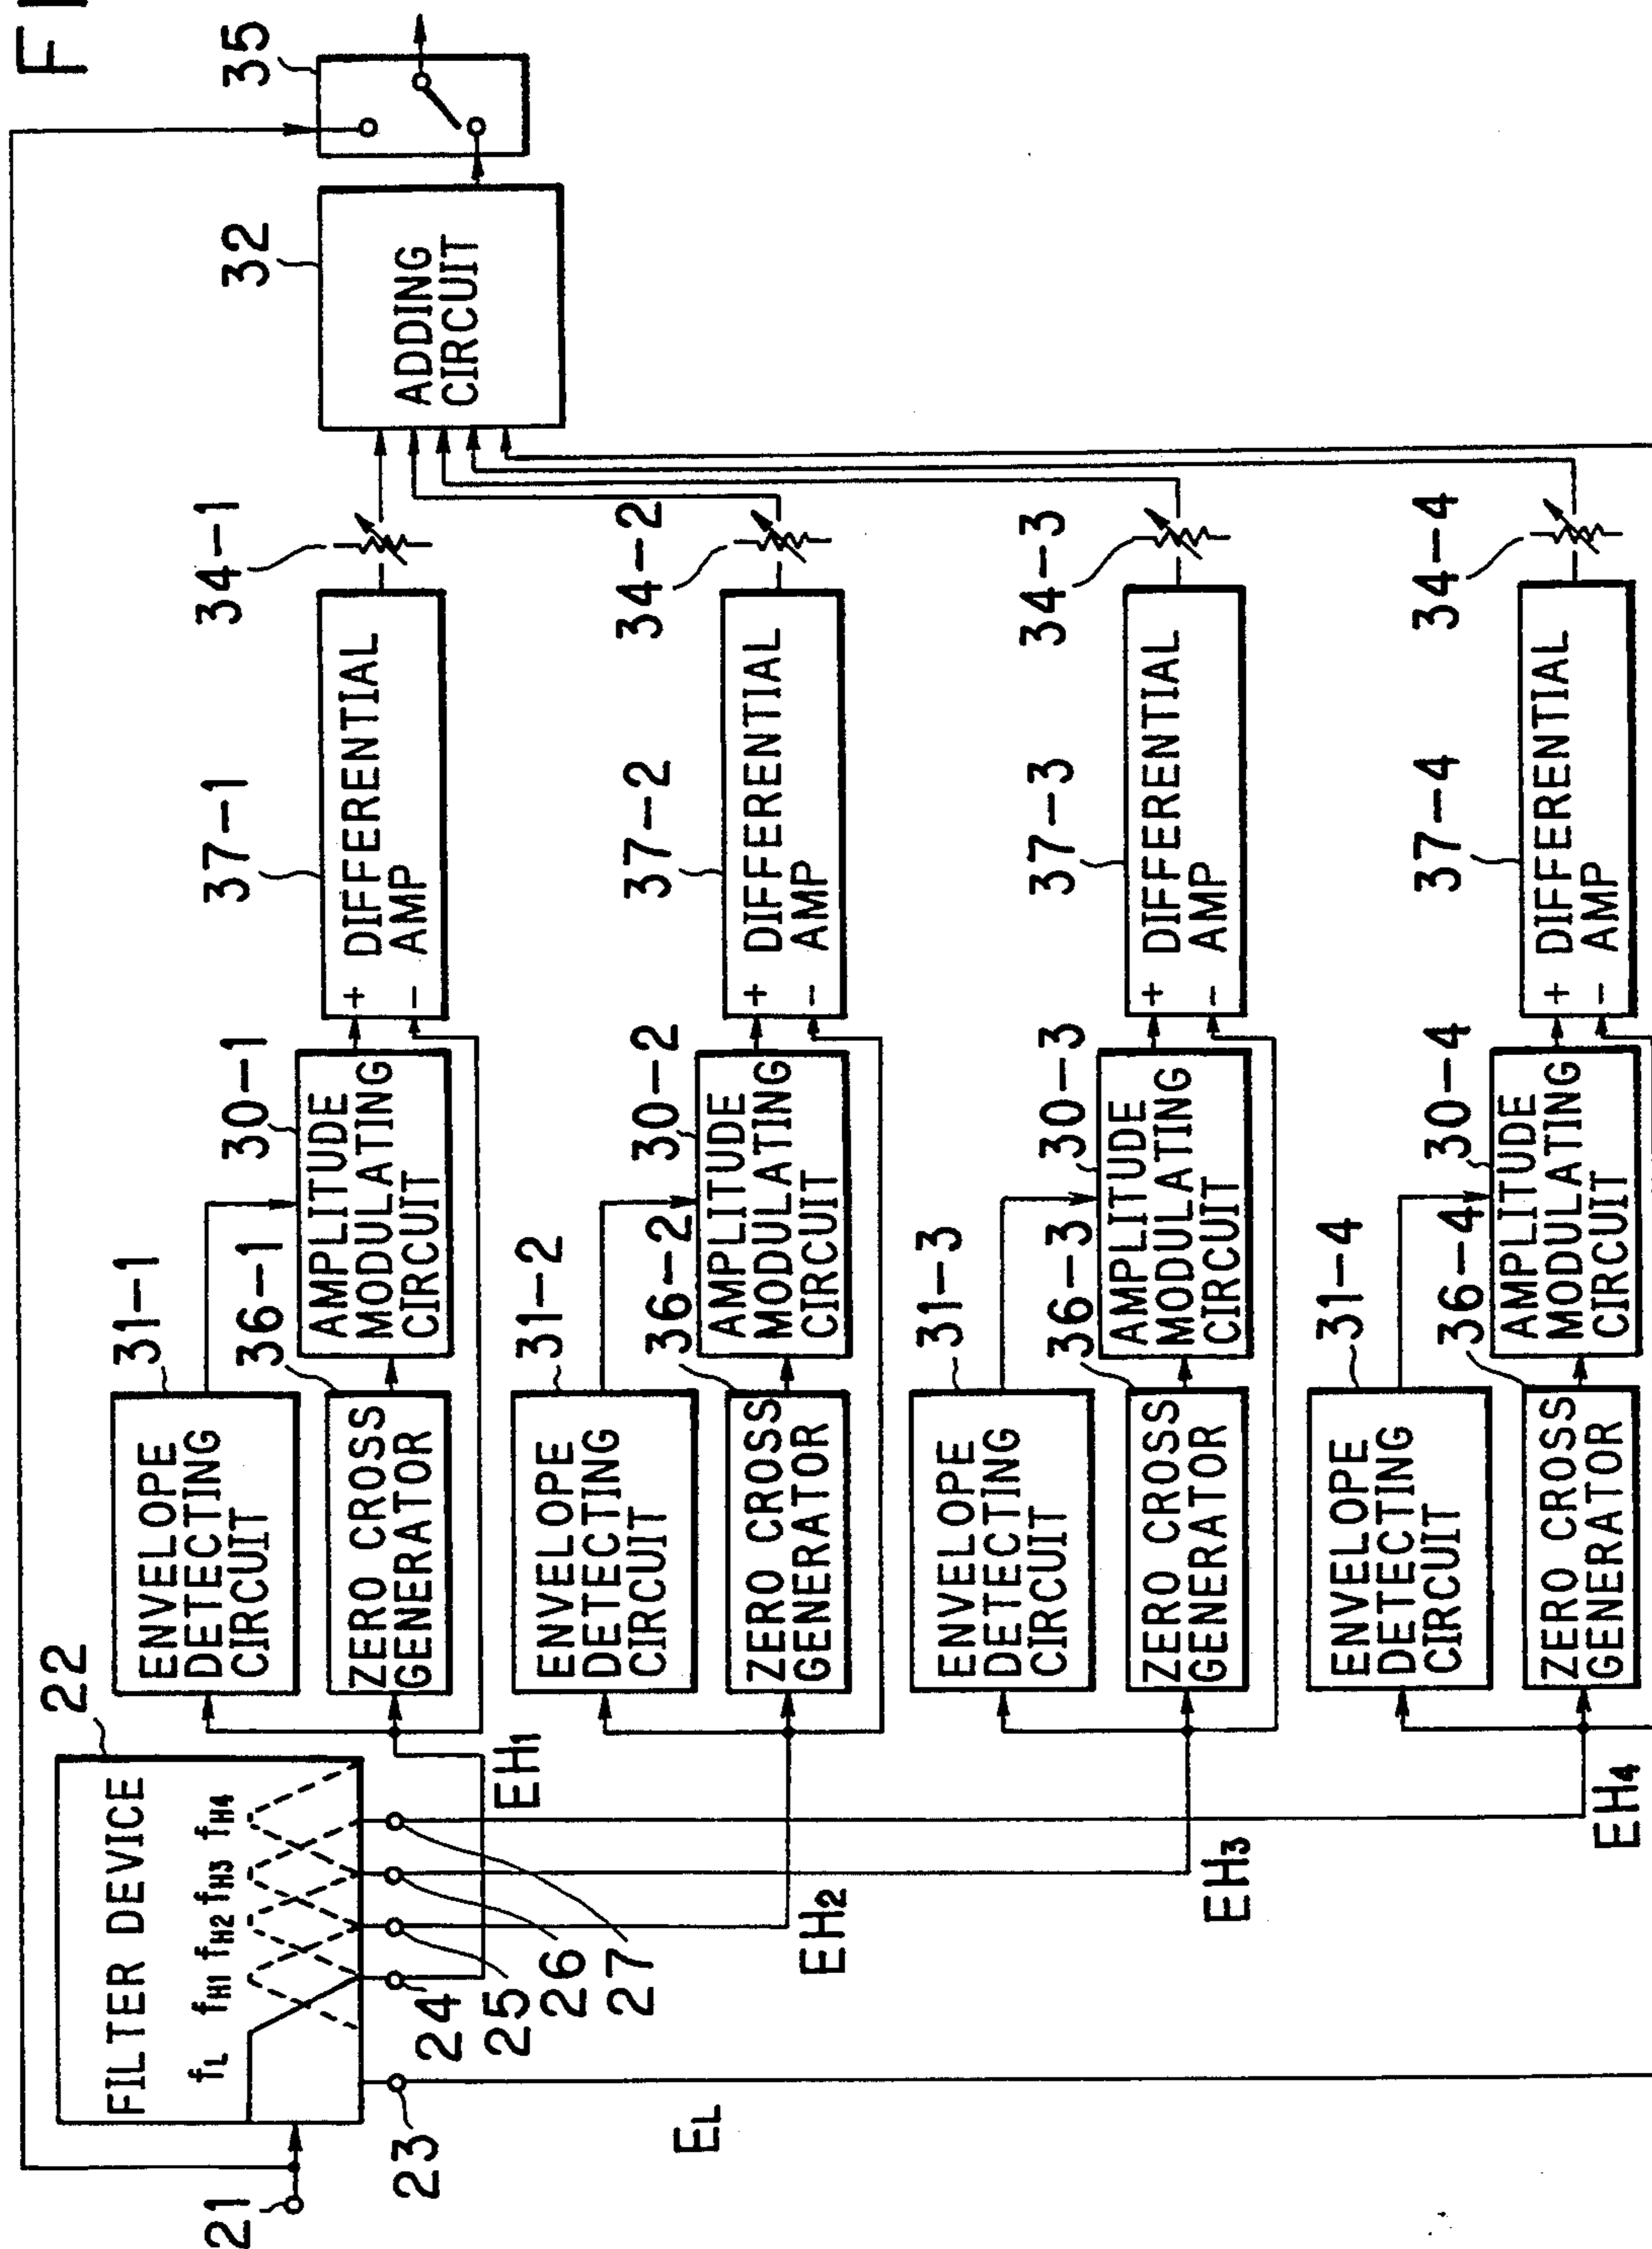 FI
35
32
ADDING
CIRCUIT
34-1
37-1
+ DIFFERENTIAL
- AMP
30-1
AMPLITUDE
MODULATING
CIRCUIT
31-1
ENVELOPE
DETECTING
CIRCUIT
36-1
ZERO CROSS
GENERATOR
34-2
37-2
+ DIFFERENTIAL
- AMP
30-2
AMPLITUDE
MODULATING
CIRCUIT
31-2
ENVELOPE
DETECTING
CIRCUIT
36-2
ZERO CROSS
GENERATOR
34-3
37-3
+ DIFFERENTIAL
- AMP
30-3
AMPLITUDE
MODULATING
CIRCUIT
31-3
ENVELOPE
DETECTING
CIRCUIT
36-3
ZERO CROSS
GENERATOR
34-4
37-4
+ DIFFERENTIAL
- AMP
30-4
AMPLITUDE
MODULATING
CIRCUIT
31-4
ENVELOPE
DETECTING
CIRCUIT
36-4
ZERO CROSS
GENERATOR
22
FILTER DEVICE
fL fH1 fH2 fH3 fH4
21
23
24
25
26
27
EL
EH1
EH2
EH3
EH4